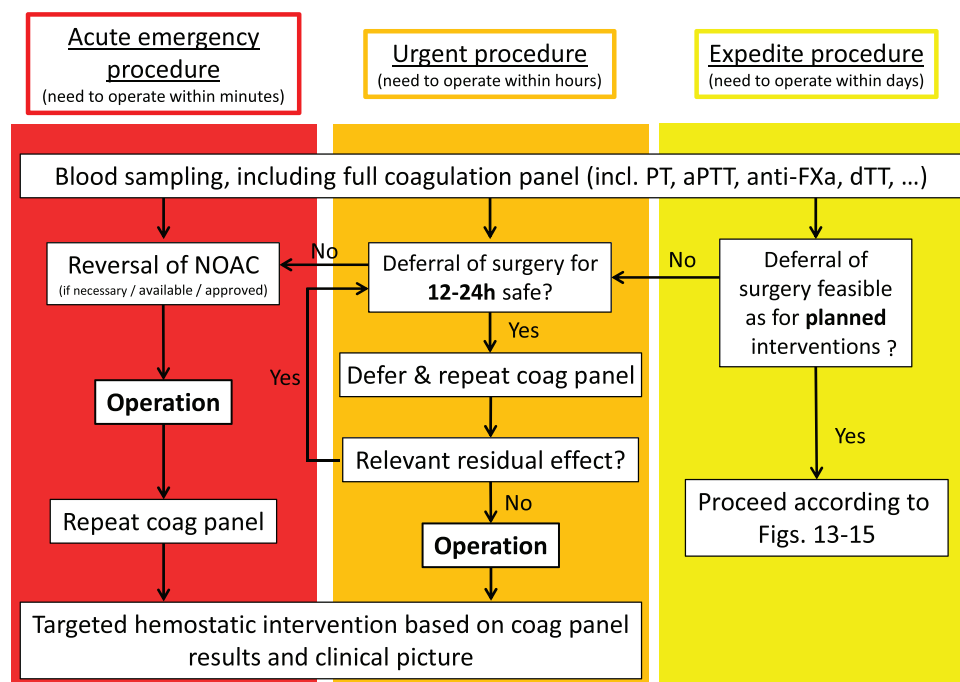 Acute emergency
procedure
(need to operate within minutes)
Urgent procedure
(need to operate within hours)
Expedite procedure
(need to operate within days)
Blood sampling, including full coagulation panel (incl. PT, aPTT, anti-FXa, dTT, ...)
Reversal of NOAC
(if necessary / available / approved)
No
Deferral of surgery for
12-24h safe?
No
Deferral of
surgery feasible
as for planned
interventions ?
Yes
Defer & repeat coag panel
Yes
Operation
Yes
Relevant residual effect?
Proceed according to
Figs. 13-15
No
Repeat coag panel
Operation
Targeted hemostatic intervention based on coag panel
results and clinical picture